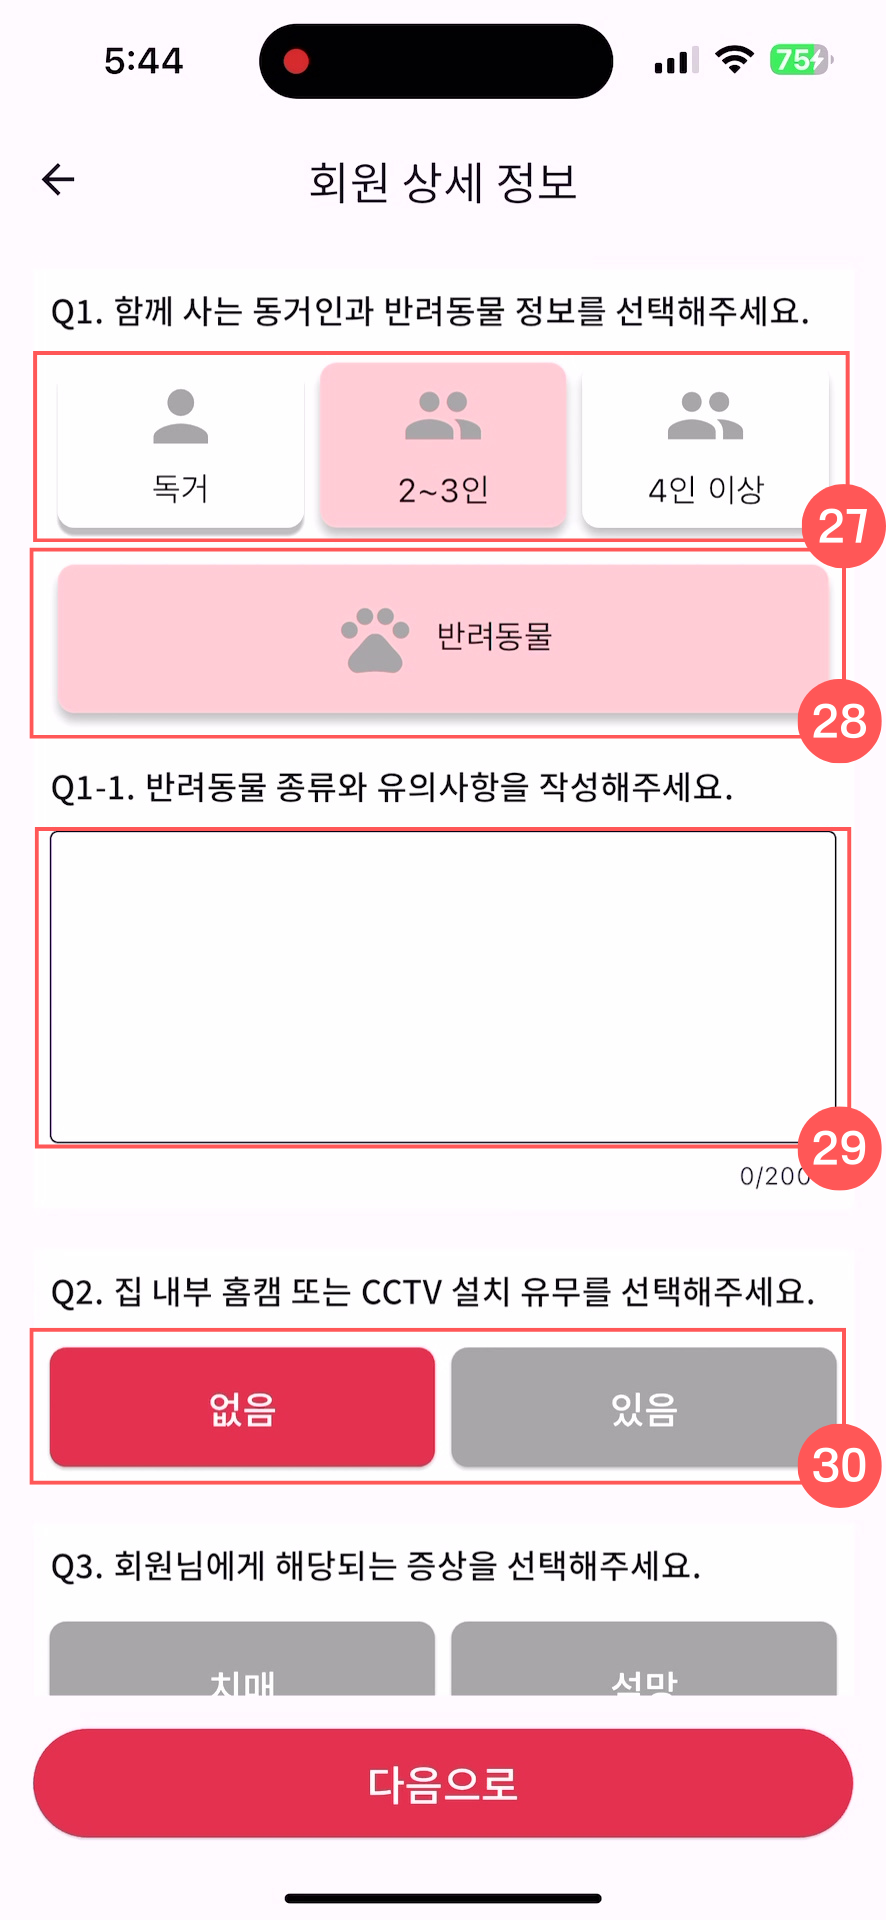 5:44
75
회원 상세 정보
Q1. 함께 사는 동거인과 반려동물 정보를 선택해주세요.
독거
2~3인
4인 이상
27
반려동물
28
Q1-1. 반려동물 종류와 유의사항을 작성해주세요.
29
0/200
Q2. 집 내부 홈캠 또는 CCTV 설치 유무를 선택해주세요.
없음
있음
30
Q3. 회원님에게 해당되는 증상을 선택해주세요.
치매
섬망
다음으로